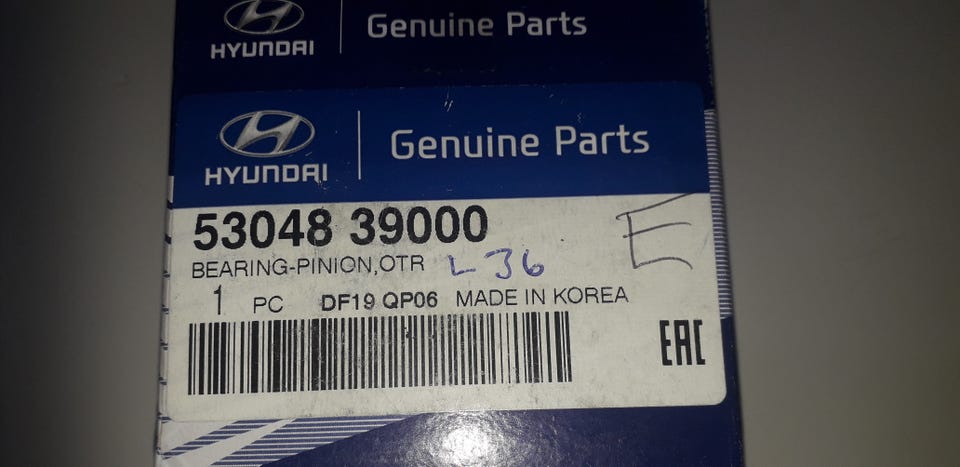 HYUNDAI Genuine Parts
HYUNDAI Genuine Parts
53048 39000
BEARING-PINION,OTR L-36 E
1 PC DF19 QP06 MADE IN KOREA
EAC